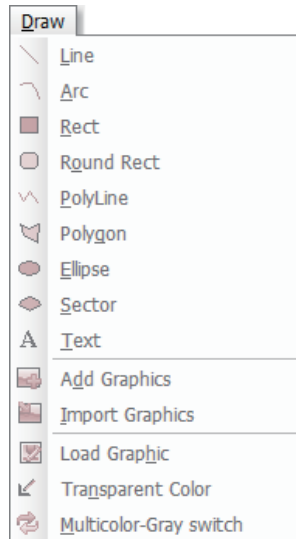 Draw
Line
Arc
Rect
Round Rect
PolyLine
Polygon
Ellipse
Sector
A Text
Add Graphics
Import Graphics
Load Graphic
Transparent Color
Multicolor-Gray switch